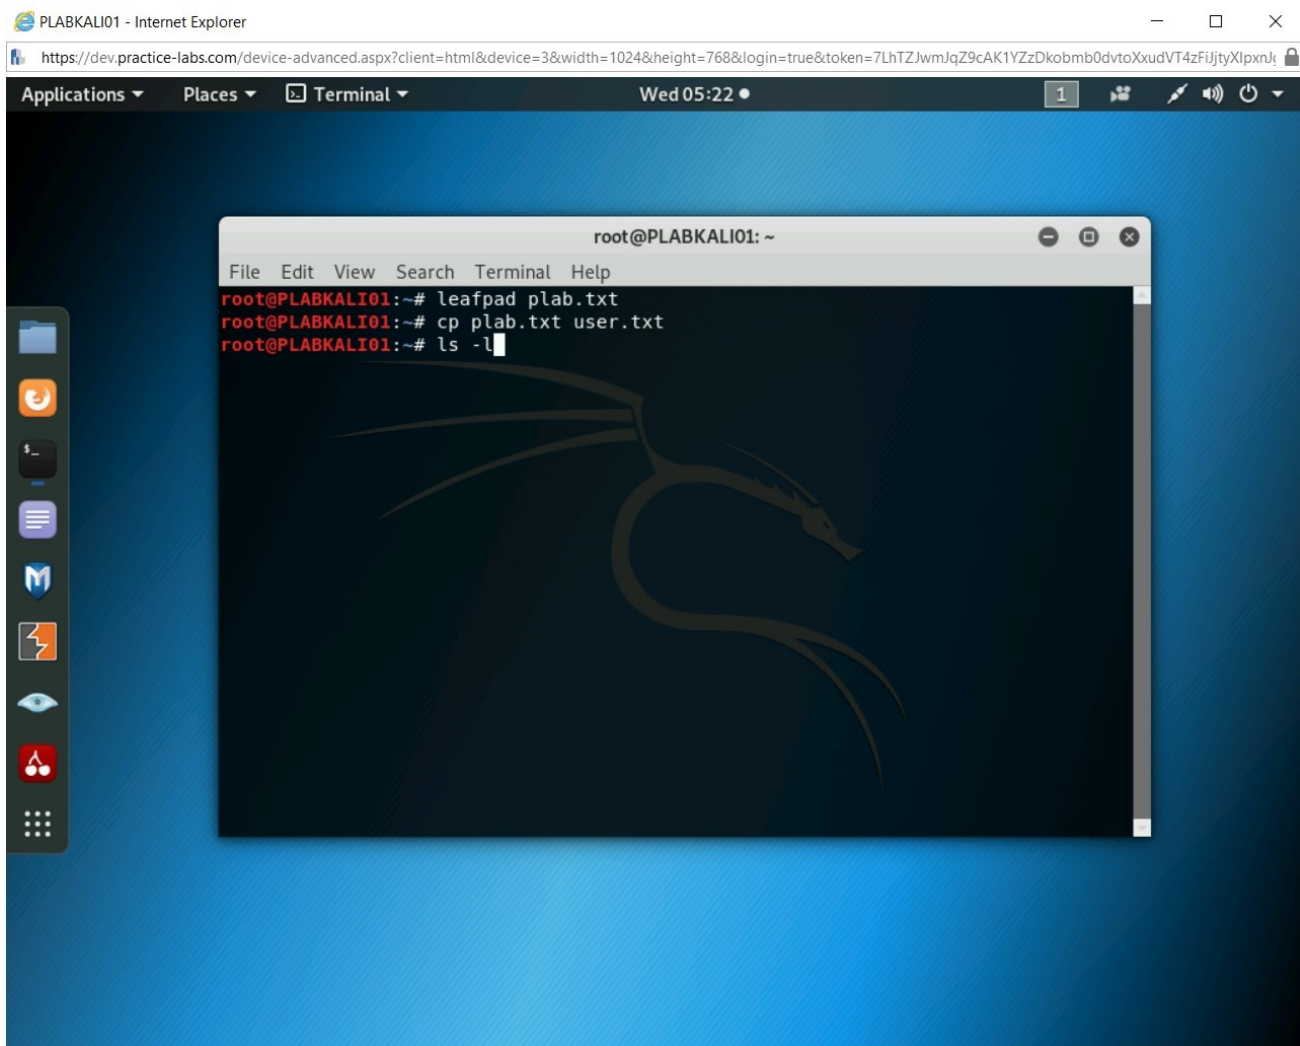 PLABKALI01 - Internet Explorer
https://dev.practice-labs.com/device-advanced.aspx?client=html&device=3&width=1024&height=768&login=true&token=7LhTZJwmJqZ9cAK1YZzDkobmb0dvtoXxudVT4zFiJjtyXIpxnJ
Applications Places Terminal Wed 05:22 1
root@PLABKALI01: ~
File Edit View Search Terminal Help
root@PLABKALI01:~# leafpad plab.txt
root@PLABKALI01:~# cp plab.txt user.txt
root@PLABKALI01:~# ls -l
$_